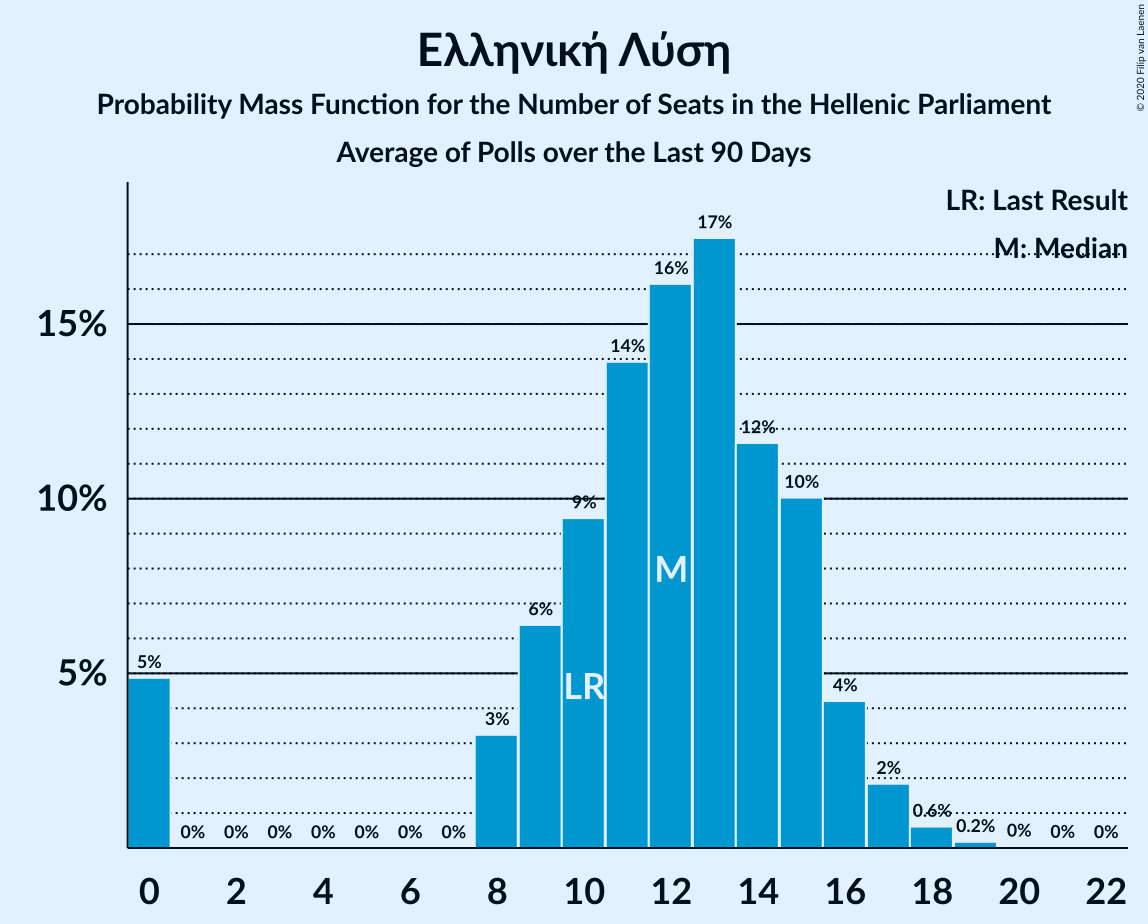 Ελληνική Λύση
Probability Mass Function for the Number of Seats in the Hellenic Parliament
Average of Polls over the Last 90 Days
© 2020 Filip van Laenen
LR: Last Result
M: Median
17%
16%
15%
14%
12%
10%
10%
9%
M
6%
5%
5%
LR
4%
3%
2%
0% 0% 0% 0% 0% 0% 0% 0.6% 0.2% 0% 0% 0%
0 2 4 6 8 10 12 14 16 18 20 22